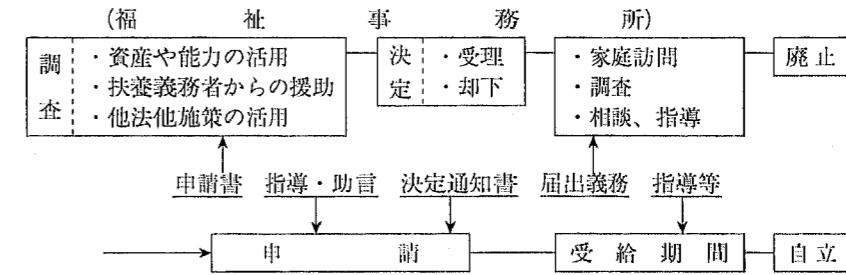 (福祉事務所)
調査
・資産や能力の活用
・扶養義務者からの援助
・他法他施策の活用
決定
・受理
・却下
・家庭訪問
・調査
・相談、指導
廃止
申請書 指導・助言 決定通知書 届出義務 指導等
申請 受給期間 自立